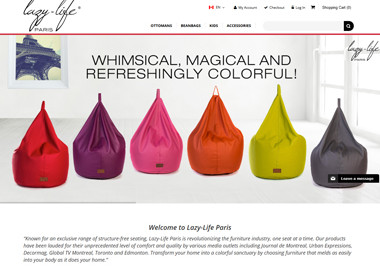 lazy-life®
PARIS
EN
My Account
Checkout
Log In
Shopping Cart (0)
OTTOMANS BEANBAGS KIDS ACCESSORIES
lazy-life
PARIS
WHIMSICAL, MAGICAL AND
REFRESHINGLY COLORFUL!
Leave a message
Welcome to Lazy-Life Paris
"Known for an exclusive range of structure-free seating, Lazy-Life Paris is revolutionizing the furniture industry, one seat at a time. Our products
have been lauded for their unprecedented level of comfort and quality by various media outlets including Journal de Montreal, Urban Expressions,
Decormag, Global TV Montreal, Toronto and Edmonton. Transform your home into a colorful sanctuary by choosing furniture that melds as easily
into your body as it does your home."